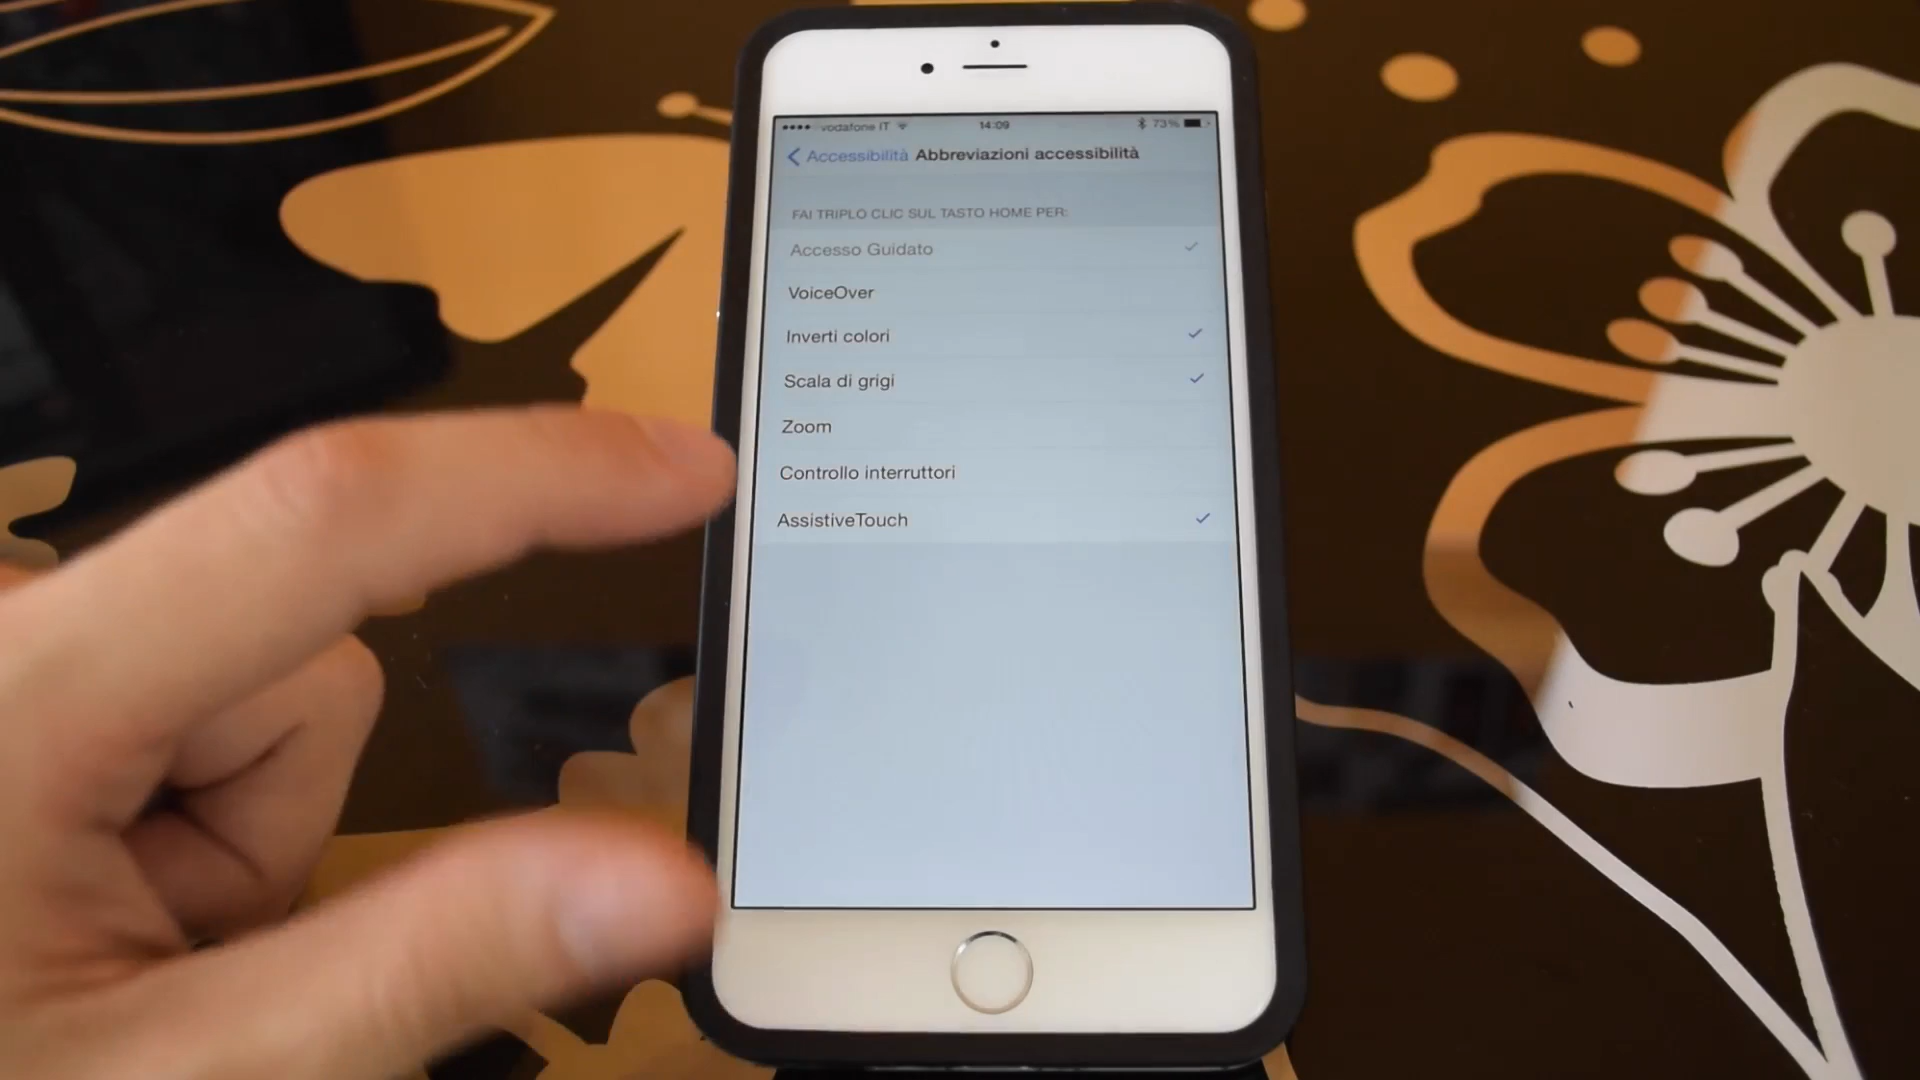 vodafone IT 14:09 73%
Accessibilità Abbreviazioni accessibilità
FAI TRIPLO CLIC SUL TASTO HOME PER:
Accesso Guidato
VoiceOver
Inverti colori
Scala di grigi
Zoom
Controllo interruttori
AssistiveTouch